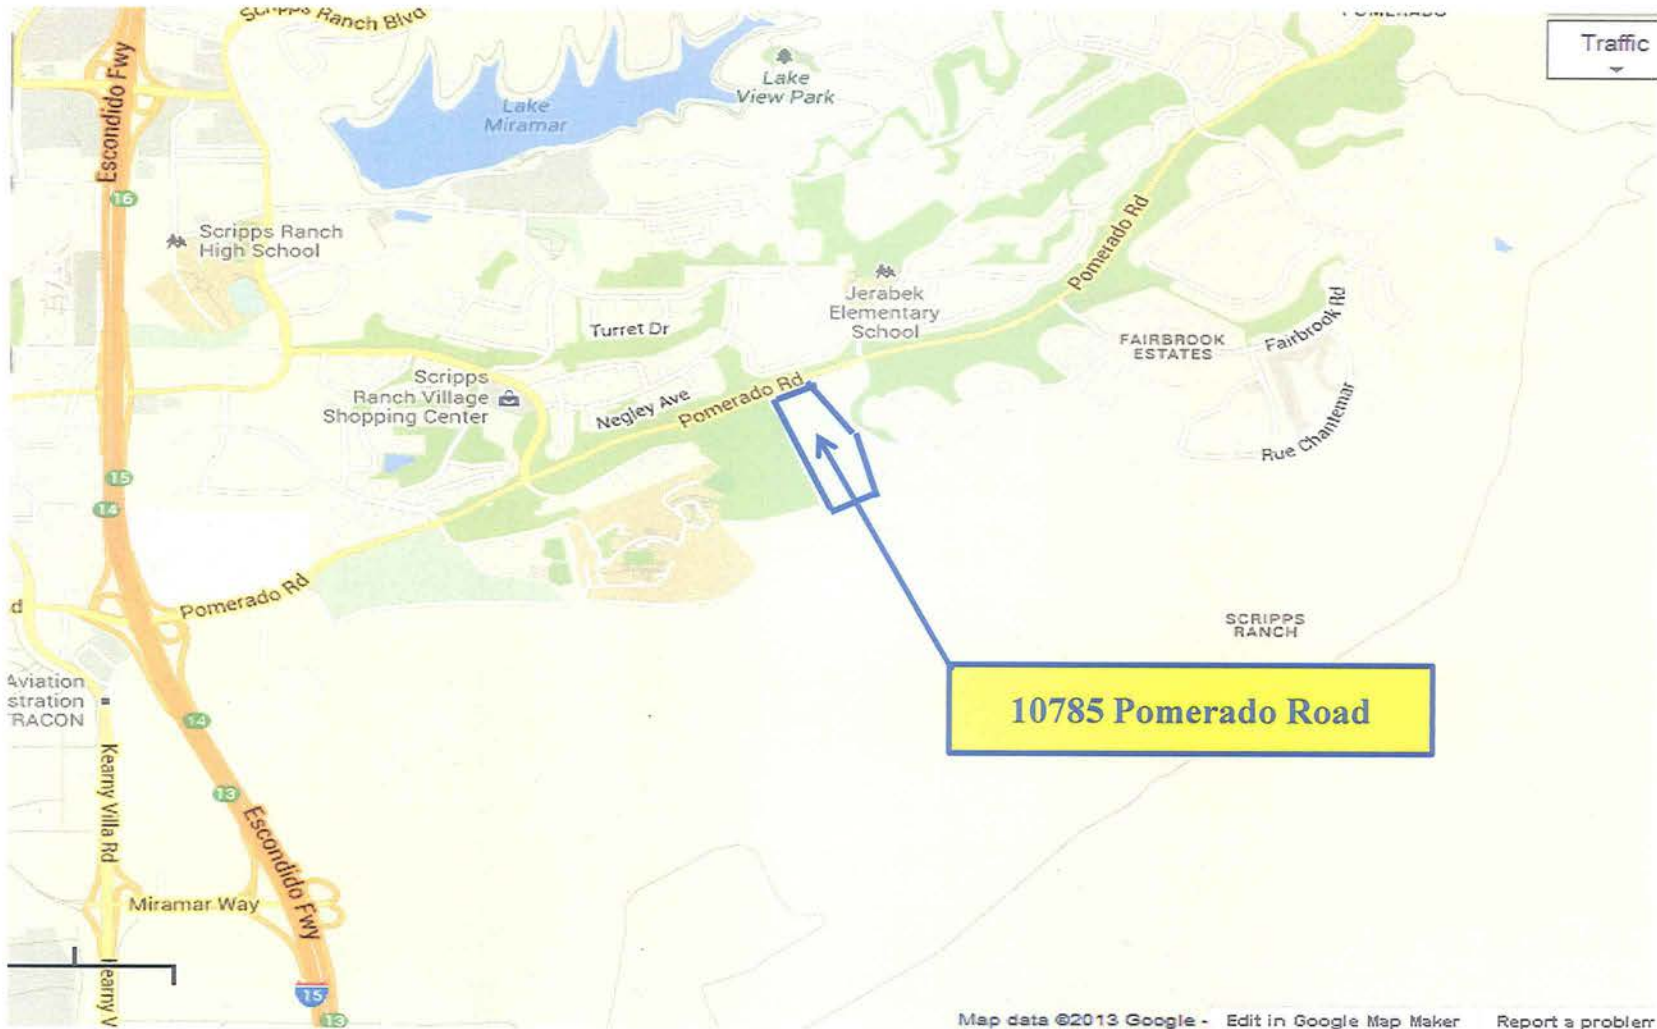 Scripps Ranch Blvd
POMERADO
Traffic
Escondido Fwy
Lake
View Park
Lake
Miramar
16
Scripps Ranch
High School
Pomerado Rd
Jerabek
Elementary
School
Turret Dr
FAIRBROOK
ESTATES
Fairbrook Rd
Scripps
Ranch Village
Shopping Center
Negley Ave
Pomerado Rd
Rue Chantemar
15
14
Pomerado Rd
d
SCRIPPS
RANCH
Aviation
stration
TRACON
14
10785 Pomerado Road
Kearny Villa Rd
13
Escondido Fwy
Miramar Way
Kearny V
15
13
Map data ©2013 Google - Edit in Google Map Maker Report a problem